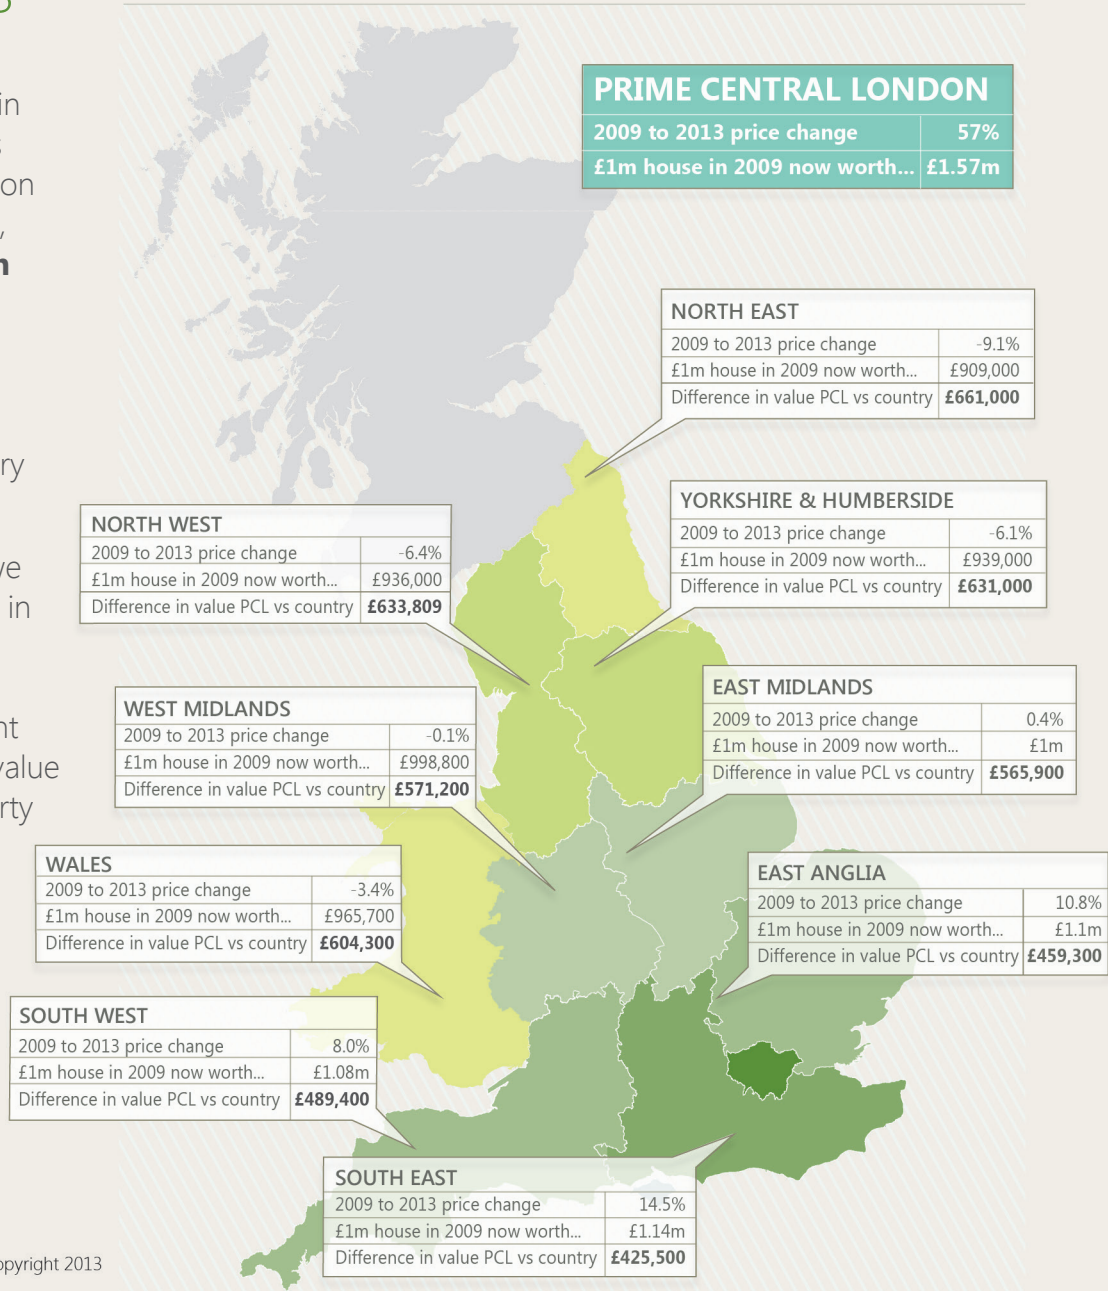 in
on
,
ry
ve
in
nt
value
rty
opyright 2013
PRIME CENTRAL LONDON
2009 to 2013 price change 57%
£1m house in 2009 now worth... £1.57m
NORTH EAST
2009 to 2013 price change -9.1%
£1m house in 2009 now worth... £909,000
Difference in value PCL vs country £661,000
YORKSHIRE & HUMBERSIDE
2009 to 2013 price change -6.1%
£1m house in 2009 now worth... £939,000
Difference in value PCL vs country £631,000
NORTH WEST
2009 to 2013 price change -6.4%
£1m house in 2009 now worth... £936,000
Difference in value PCL vs country £633,809
EAST MIDLANDS
2009 to 2013 price change 0.4%
£1m house in 2009 now worth... £1m
Difference in value PCL vs country £565,900
WEST MIDLANDS
2009 to 2013 price change -0.1%
£1m house in 2009 now worth... £998,800
Difference in value PCL vs country £571,200
WALES
2009 to 2013 price change -3.4%
£1m house in 2009 now worth... £965,700
Difference in value PCL vs country £604,300
EAST ANGLIA
2009 to 2013 price change 10.8%
£1m house in 2009 now worth... £1.1m
Difference in value PCL vs country £459,300
SOUTH WEST
2009 to 2013 price change 8.0%
£1m house in 2009 now worth... £1.08m
Difference in value PCL vs country £489,400
SOUTH EAST
2009 to 2013 price change 14.5%
£1m house in 2009 now worth... £1.14m
Difference in value PCL vs country £425,500